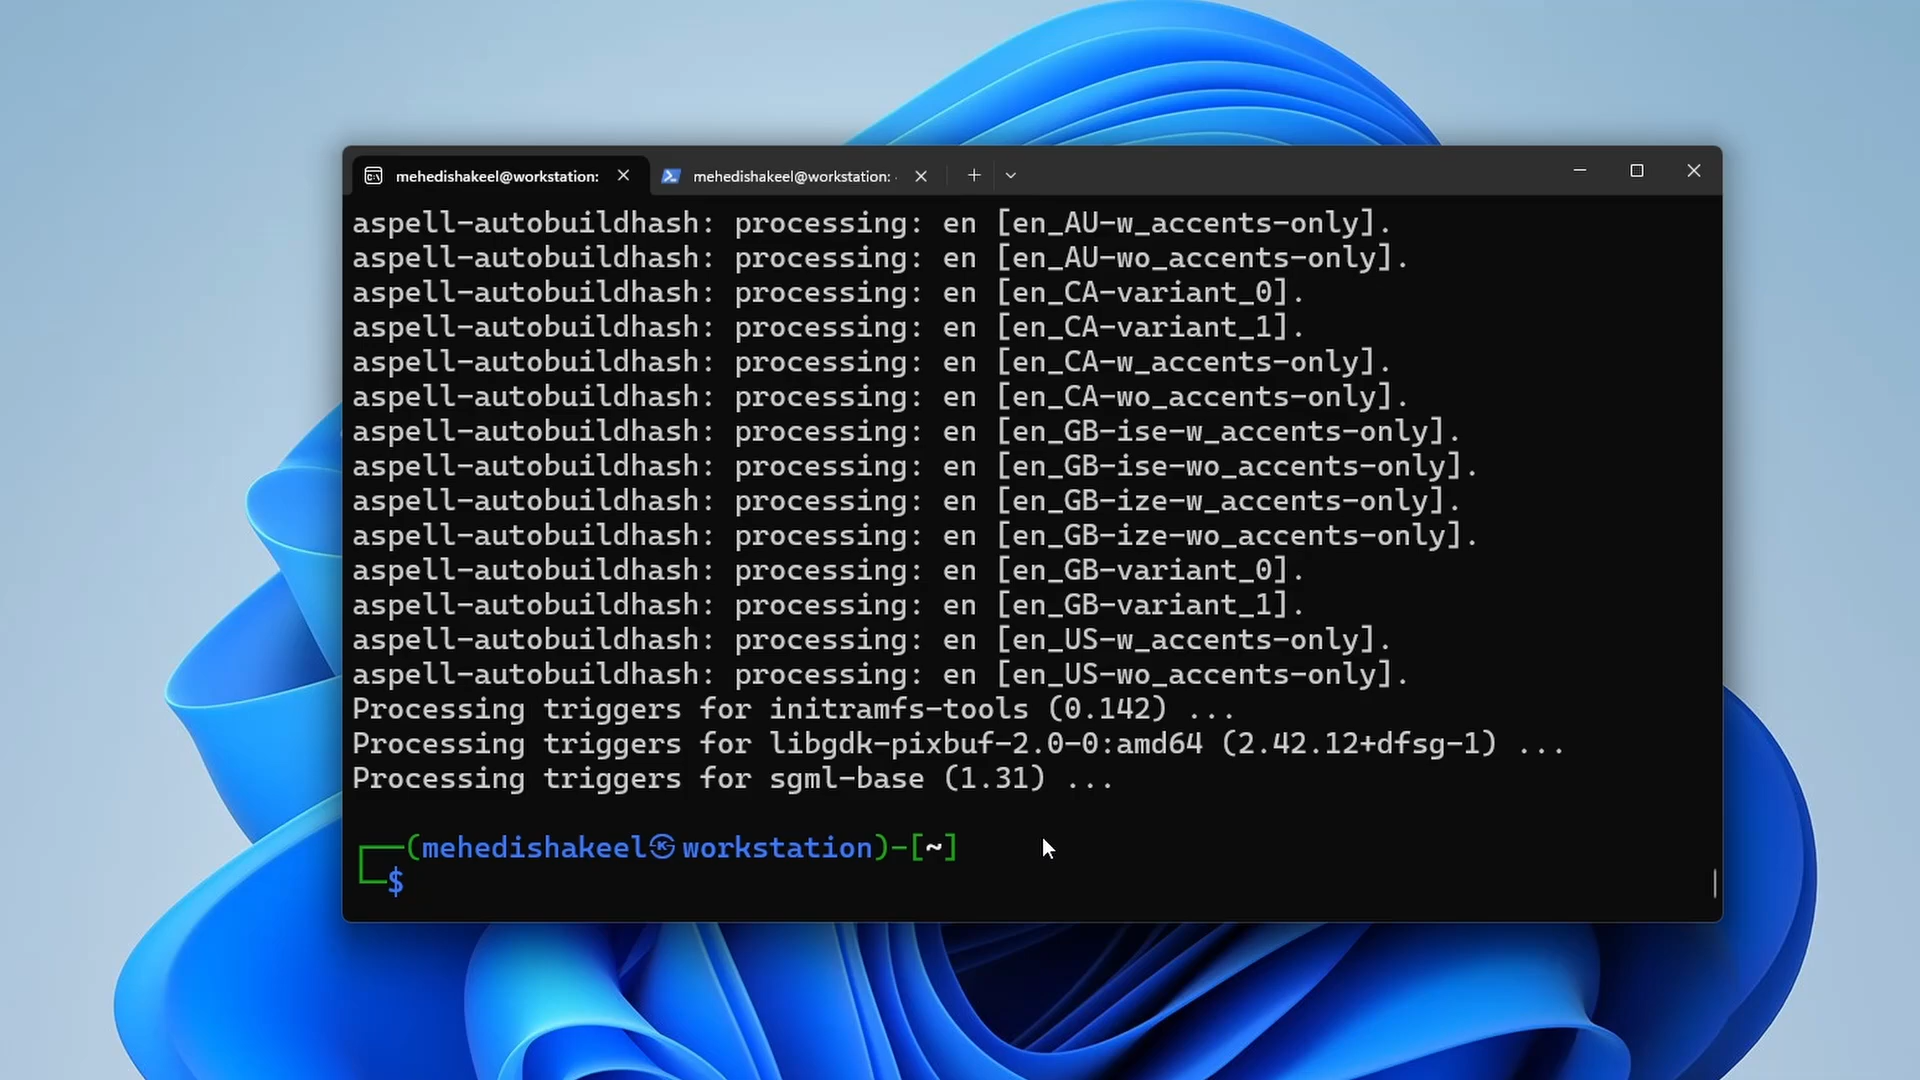 mehedishakeel@workstation:
mehedishakeel@workstation:
aspell-autobuildhash: processing: en [en_AU-w_accents-only].
aspell-autobuildhash: processing: en [en_AU-wo_accents-only].
aspell-autobuildhash: processing: en [en_CA-variant_0].
aspell-autobuildhash: processing: en [en_CA-variant_1].
aspell-autobuildhash: processing: en [en_CA-w_accents-only].
aspell-autobuildhash: processing: en [en_CA-wo_accents-only].
aspell-autobuildhash: processing: en [en_GB-ise-w_accents-only].
aspell-autobuildhash: processing: en [en_GB-ise-wo_accents-only].
aspell-autobuildhash: processing: en [en_GB-ize-w_accents-only].
aspell-autobuildhash: processing: en [en_GB-ize-wo_accents-only].
aspell-autobuildhash: processing: en [en_GB-variant_0].
aspell-autobuildhash: processing: en [en_GB-variant_1].
aspell-autobuildhash: processing: en [en_US-w_accents-only].
aspell-autobuildhash: processing: en [en_US-wo_accents-only].
Processing triggers for initramfs-tools (0.142) ...
Processing triggers for libgdk-pixbuf-2.0-0:amd64 (2.42.12+dfsg-1) ...
Processing triggers for sgml-base (1.31) ...
┌──(mehedishakeel㉿workstation)-[~]
└─$